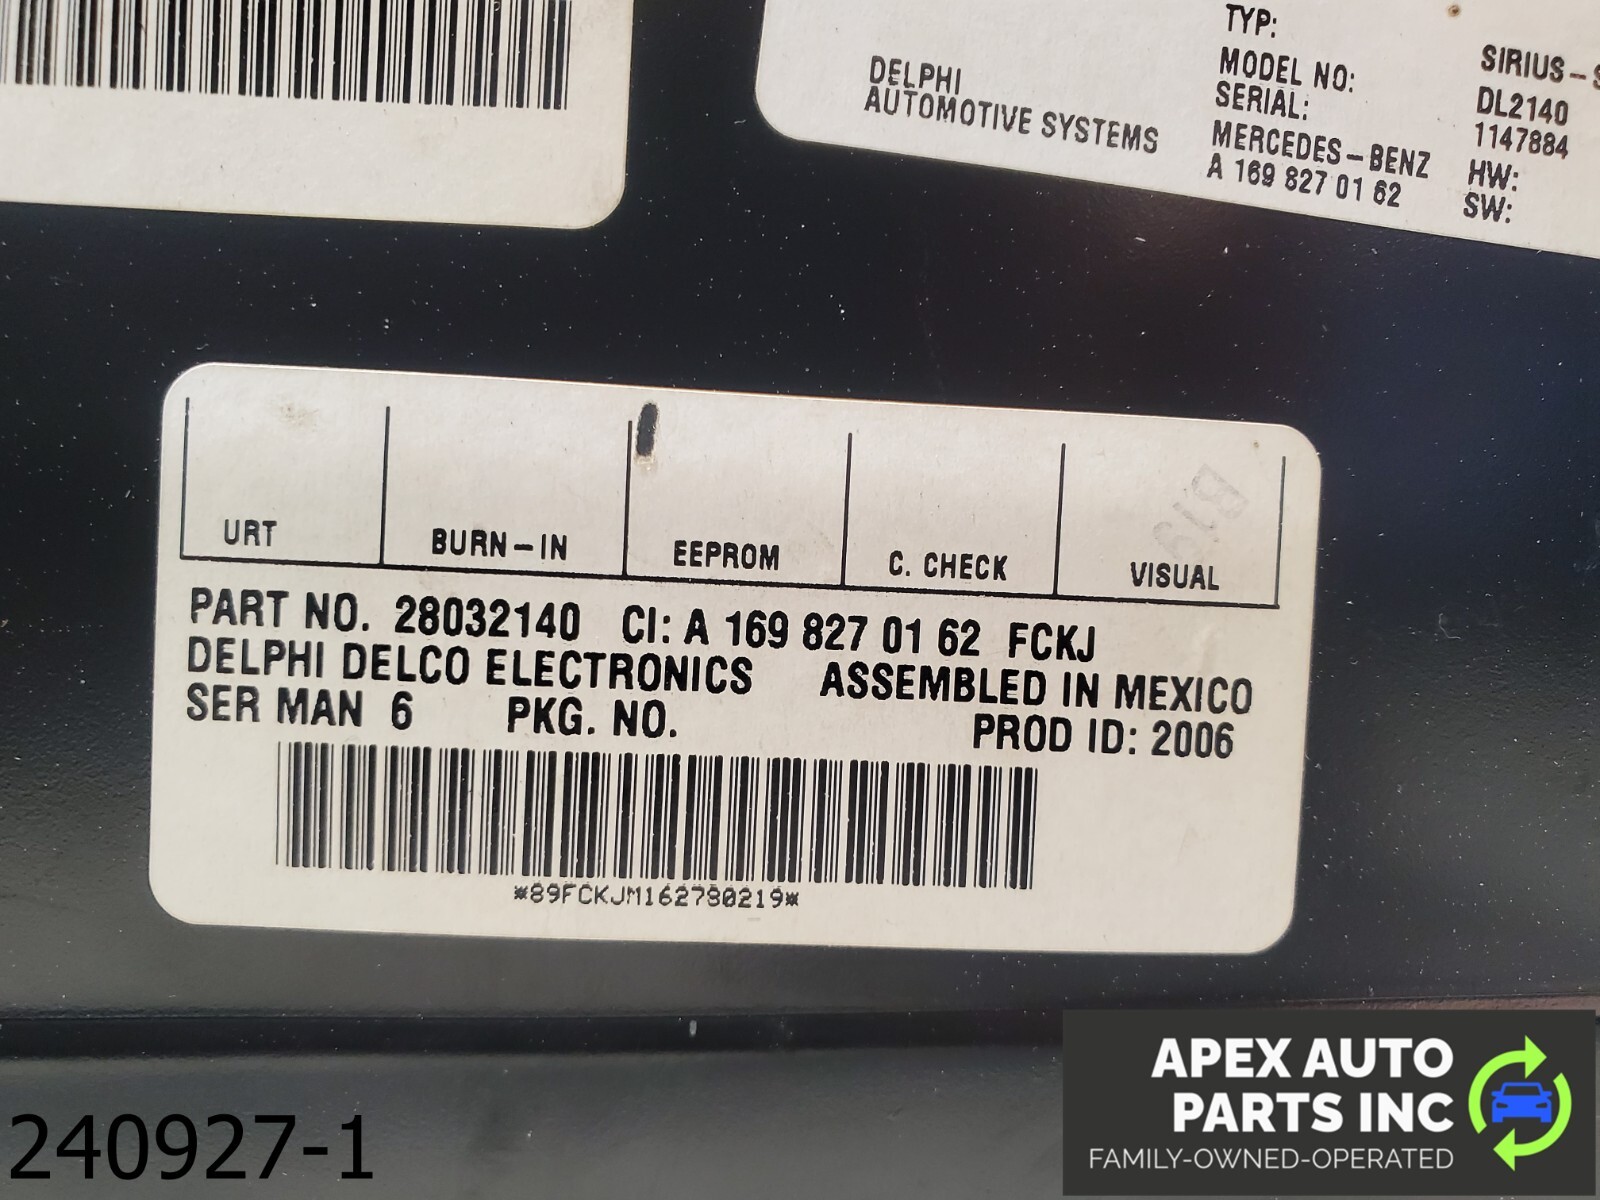 TYP:
MODEL NO:
SERIAL:
MERCEDES-BENZ
A 169 827 01 62
SIRIUS-S
DL2140
1147884
HW:
SW:
DELPHI
AUTOMOTIVE SYSTEMS
URT
BURN-IN
EEPROM
C. CHECK
VISUAL
B19
PART NO. 28032140 CI: A 169 827 01 62 FCKJ
DELPHI DELCO ELECTRONICS ASSEMBLED IN MEXICO
SER MAN 6 PKG. NO. PROD ID: 2006
*89FCKJM162780219*
240927-1
APEX AUTO
PARTS INC
FAMILY-OWNED-OPERATED